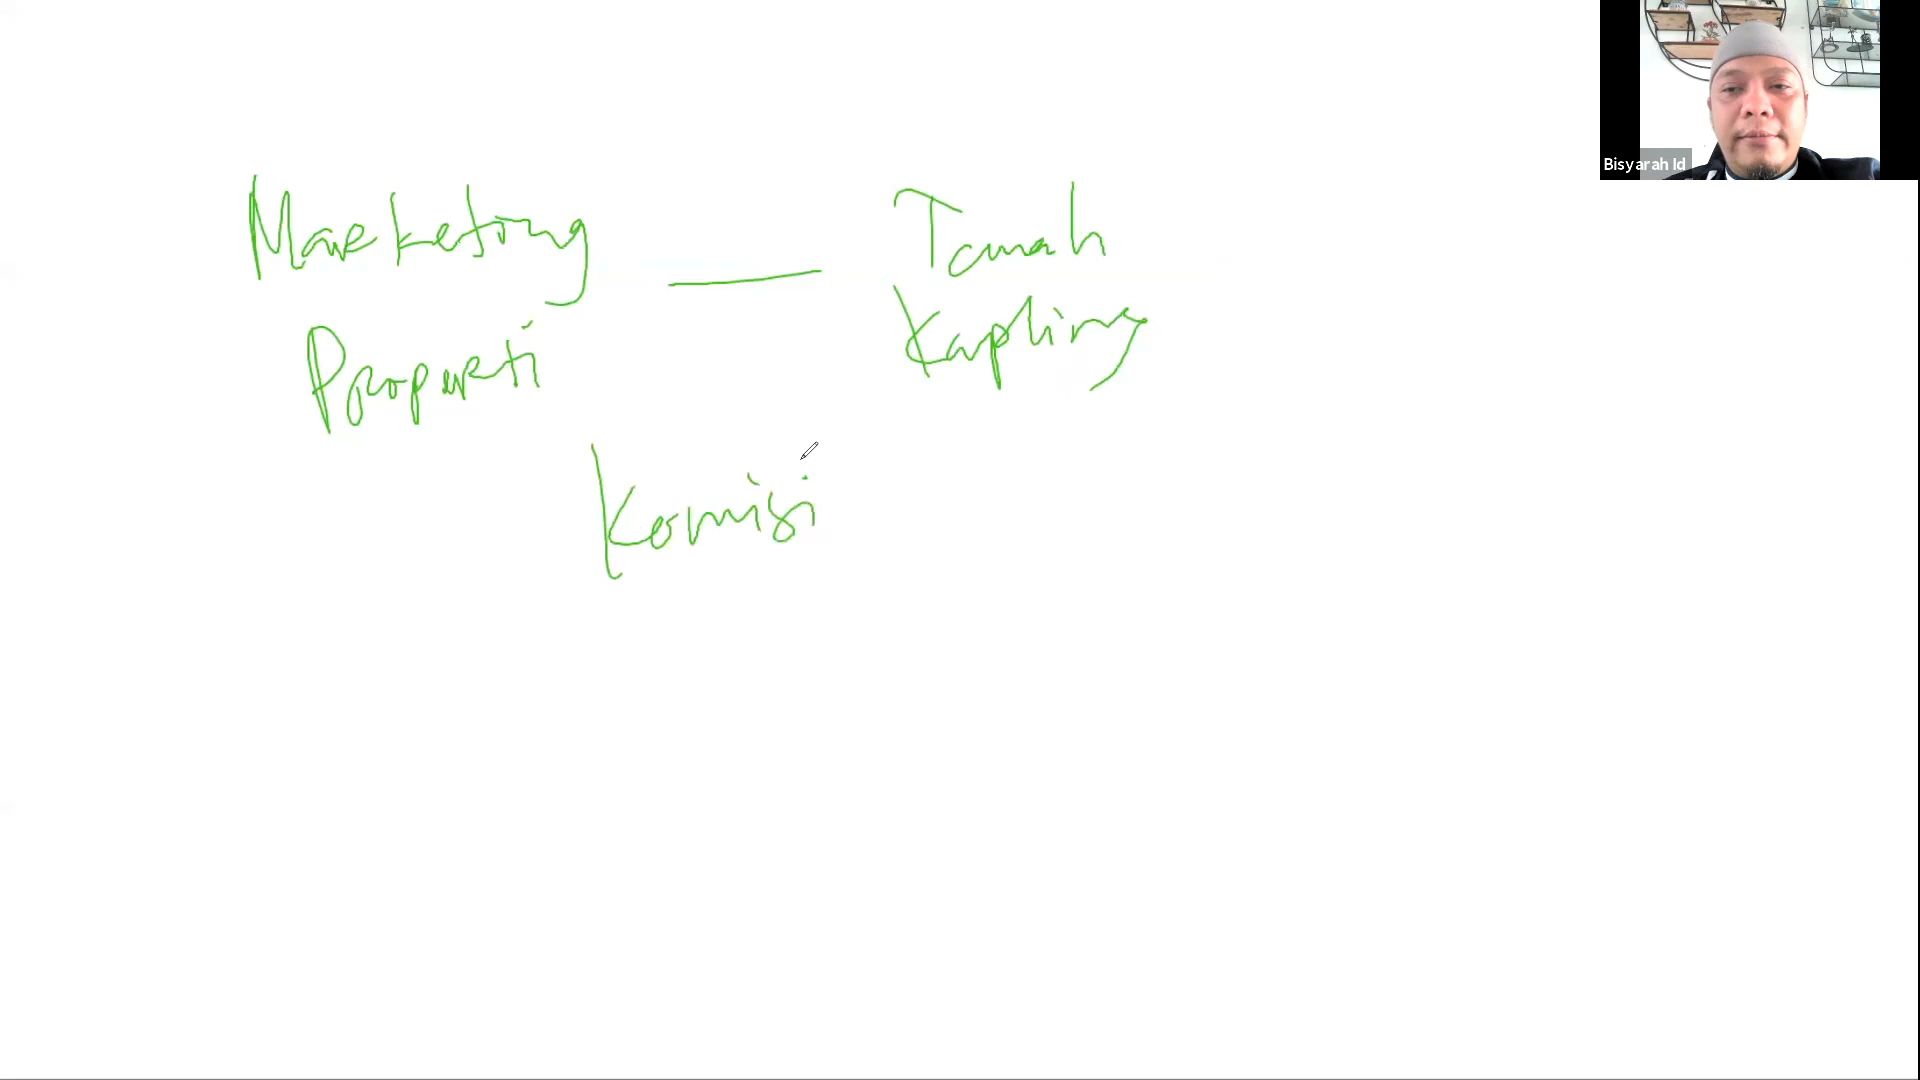 Bisyarah Id
Marketing
Properti
Tanah
Kapling
Komisi